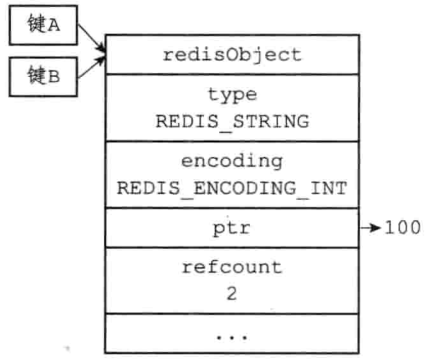 键A
键B
redisObject
type
REDIS_STRING
encoding
REDIS_ENCODING_INT
ptr
100
refcount
2
...